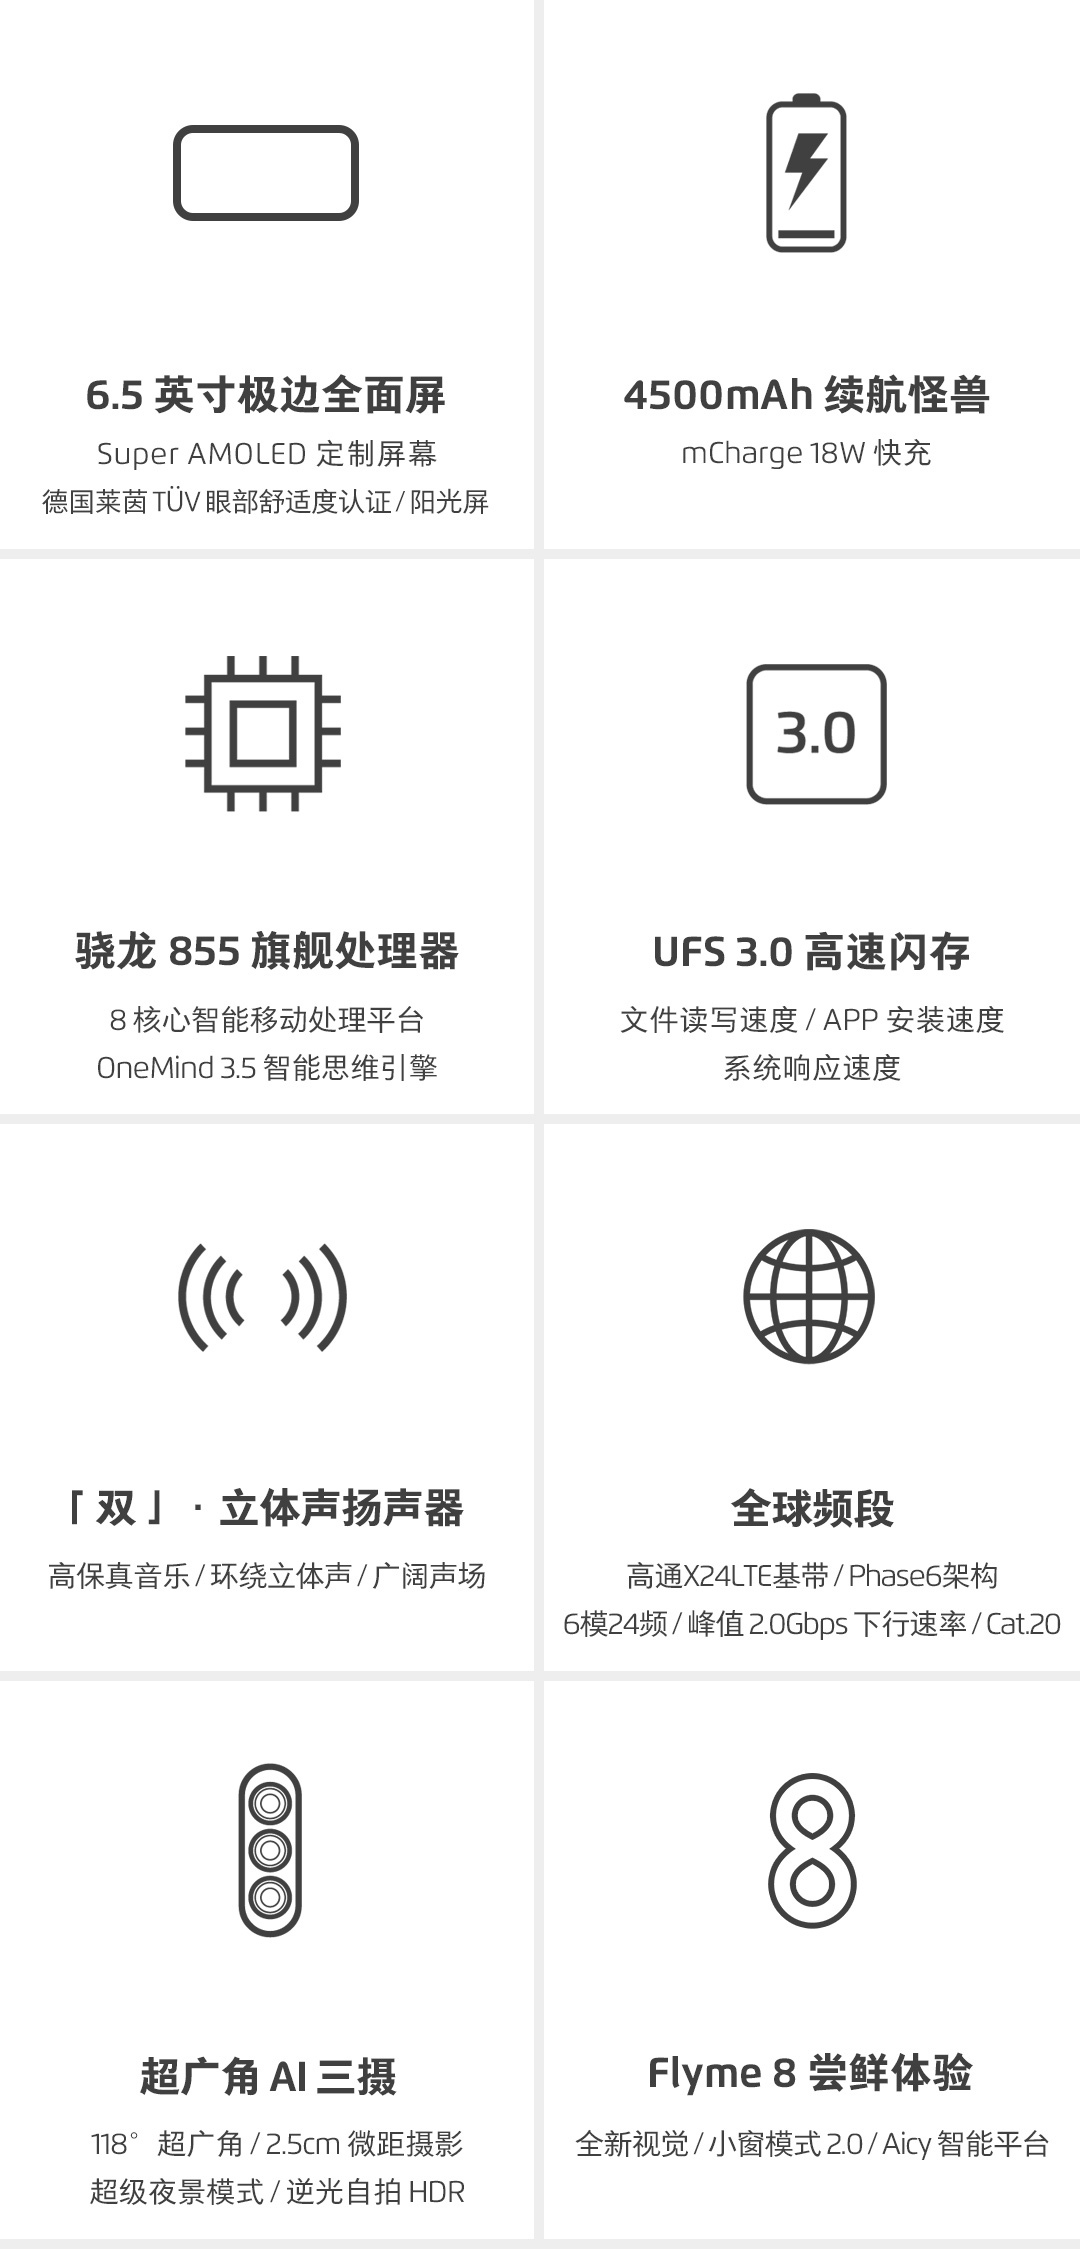 6.5 英寸极边全面屏
Super AMOLED 定制屏幕
德国莱茵 TÜV 眼部舒适度认证 / 阳光屏
4500mAh 续航怪兽
mCharge 18W 快充
骁龙 855 旗舰处理器
8 核心智能移动处理平台
OneMind 3.5 智能思维引擎
3.0
UFS 3.0 高速闪存
文件读写速度 / APP 安装速度
系统响应速度
「双」 · 立体声扬声器
高保真音乐 / 环绕立体声 / 广阔声场
全球频段
高通X24LTE基带 / Phase6架构
6模24频 / 峰值 2.0Gbps 下行速率 / Cat.20
超广角 AI 三摄
118° 超广角 / 2.5cm 微距摄影
超级夜景模式 / 逆光自拍 HDR
8
Flyme 8 尝鲜体验
全新视觉 / 小窗模式 2.0 / Aicy 智能平台